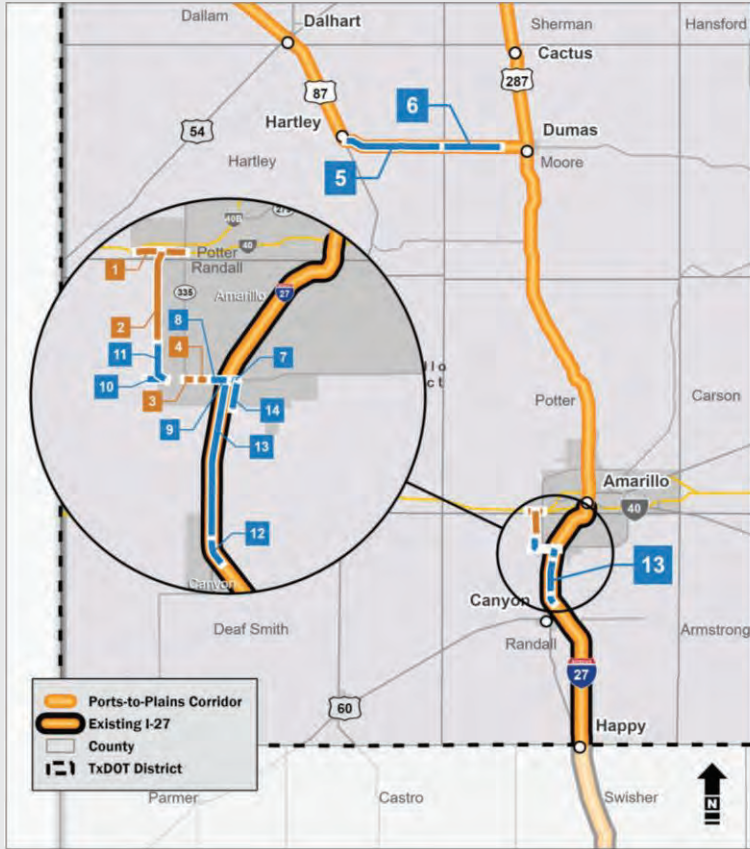 Dallam
Sherman
Hansford
Dalhart
Cactus
287
87
6
54
Hartley
Dumas
Hartley
5
Moore
40B
40
Potter
Randall
1
335
Amarillo
27
2
8
4
7
11
10
3
14
9
13
Potter
Carson
Amarillo
40
12
13
Canyon
Canyon
Deaf Smith
Randall
Armstrong
27
60
Happy
Ports-to-Plains Corridor
Existing I-27
County
TxDOT District
N
Parmer
Castro
Swisher